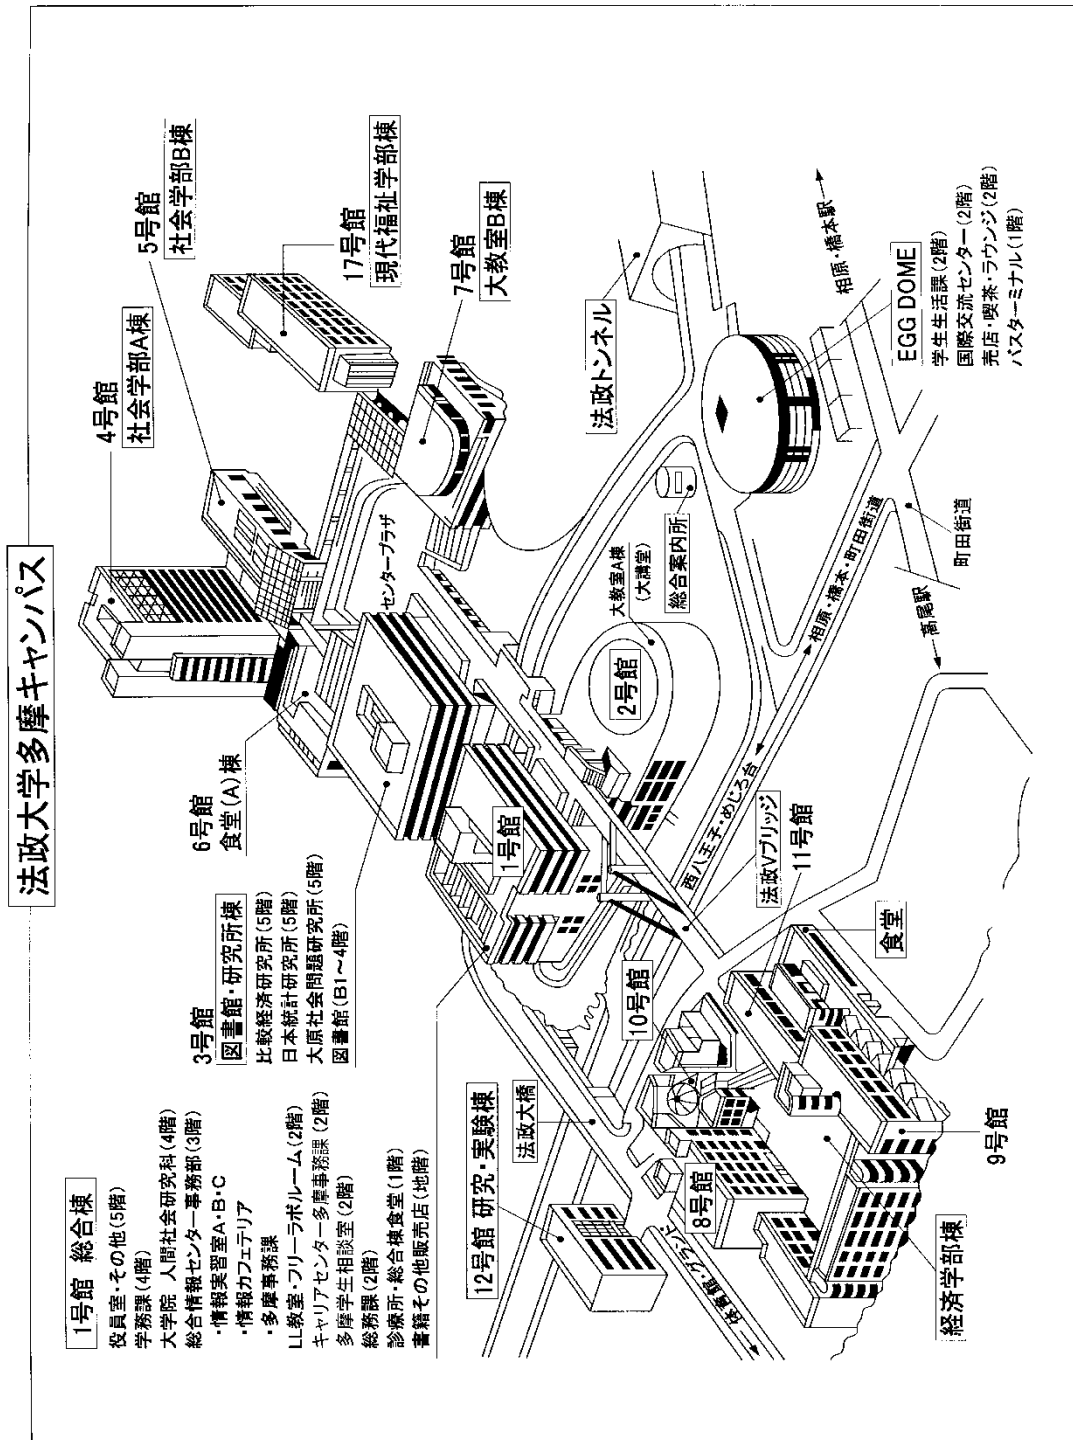 法政大学多摩キャンパス
1号館 総合棟
役員室・その他(5階)
学務課(4階)
大学院 人間社会研究科(4階)
総合情報センター事務部(3階)
・情報実習室A・B・C
・情報カフェテリア
・多摩事務課
LL教室・フリーラボルーム(2階)
キャリアセンター多摩事務課(2階)
多摩学生相談室(2階)
総務課(2階)
診療所・総合棟食堂(1階)
書籍その他販売店(地階)
3号館
図書館・研究所棟
比較経済研究所(5階)
日本統計研究所(5階)
大原社会問題研究所(5階)
図書館(B1～4階)
6号館
食堂(A)棟
4号館
社会学部A棟
5号館
社会学部B棟
17号館
現代福祉学部棟
7号館
大教室B棟
センタープラザ
1号館
2号館
大教室A棟
(大講堂)
総合案内所
法政トンネル
EGG DOME
学生生活課(2階)
国際交流センター(2階)
売店・喫茶・ラウンジ(2階)
バスターミナル(1階)
相原・橋本駅
相原・橋本・町田街道
町田街道
高尾駅
西八王子・めじろ台
法政Vブリッジ
11号館
食堂
10号館
法政大橋
12号館 研究・実験棟
8号館
体育館・グランド
9号館
経済学部棟